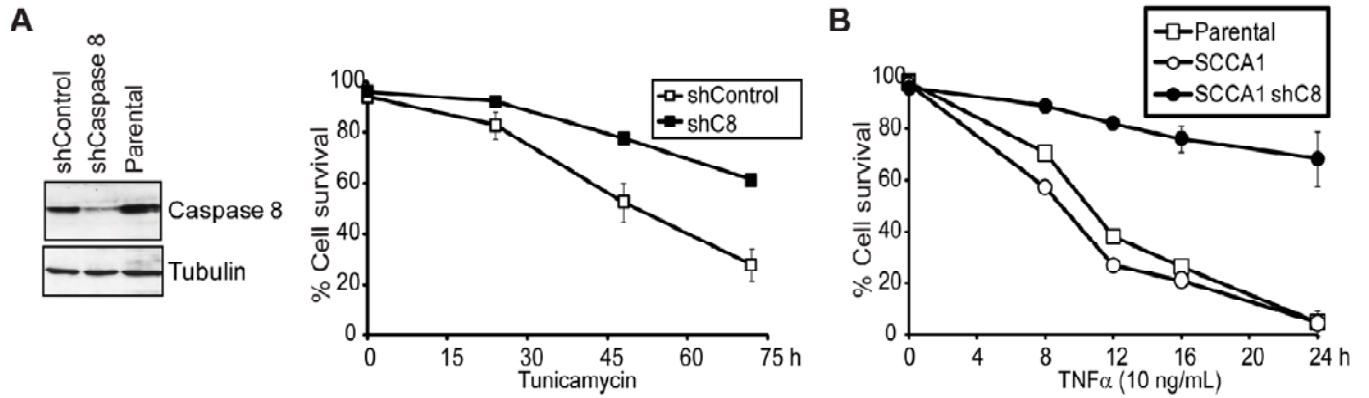 A
shControl
shCaspase 8
Parental
Caspase 8
Tubulin
% Cell survival
100
80
60
40
20
0
0 15 30 45 60 75 h
Tunicamycin
shControl
shC8
B
Parental
SCCA1
SCCA1 shC8
% Cell survival
100
80
60
40
20
0
0 4 8 12 16 20 24 h
TNFα (10 ng/mL)